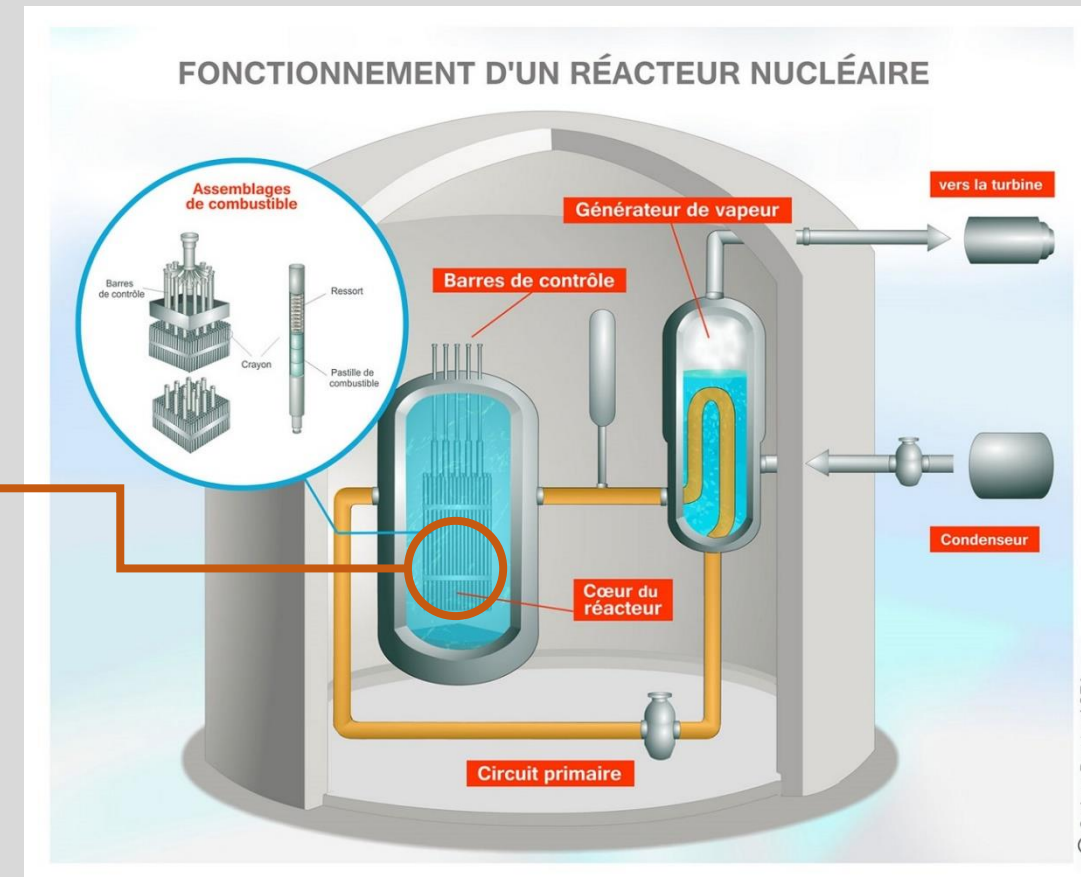 FONCTIONNEMENT D'UN RÉACTEUR NUCLÉAIRE
Assemblages
de combustible
Barres
de contrôle
Ressort
Crayon
Pastille de
combustible
Barres de contrôle
Générateur de vapeur
vers la turbine
Condenseur
Cœur du
réacteur
Circuit primaire